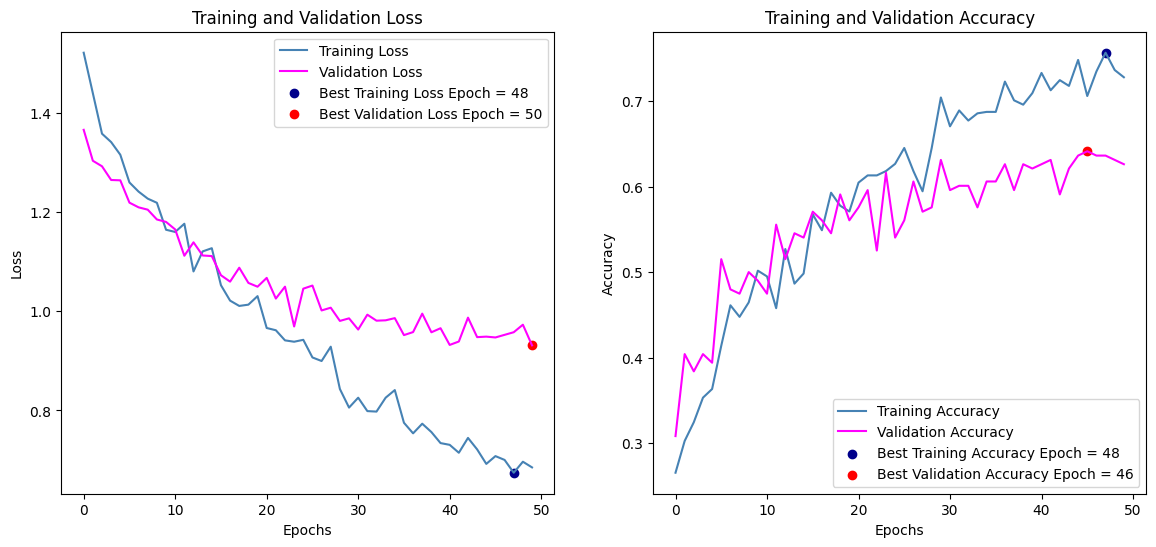 Training and Validation Loss
Training Loss
Validation Loss
Best Training Loss Epoch = 48
Best Validation Loss Epoch = 50
1.4
1.2
1.0
0.8
Loss
0
10
20
30
40
50
Epochs
Training and Validation Accuracy
0.7
0.6
0.5
0.4
0.3
Accuracy
Training Accuracy
Validation Accuracy
Best Training Accuracy Epoch = 48
Best Validation Accuracy Epoch = 46
0
10
20
30
40
50
Epochs